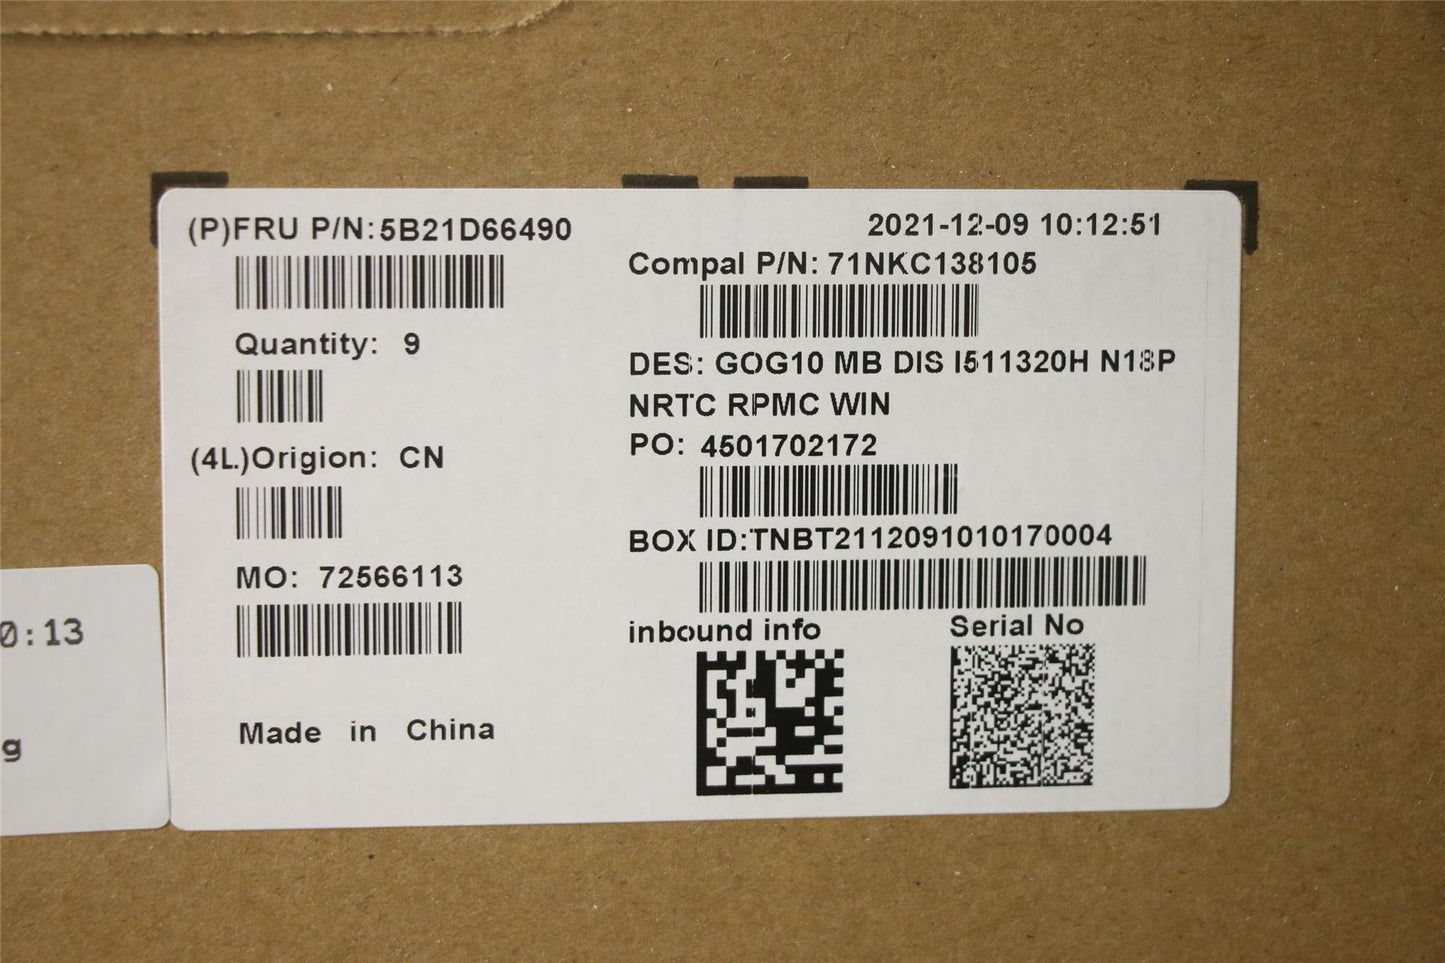 (P)FRU P/N:5B21D66490
2021-12-09 10:12:51
Compal P/N: 71NKC138105
Quantity: 9
DES: GOG10 MB DIS I511320H N18P
NRTC RPMC WIN
(4L)Origion: CN
PO: 4501702172
BOX ID:TNBT2112091010170004
MO: 72566113
inbound info
Serial No
Made in China
0:13
g